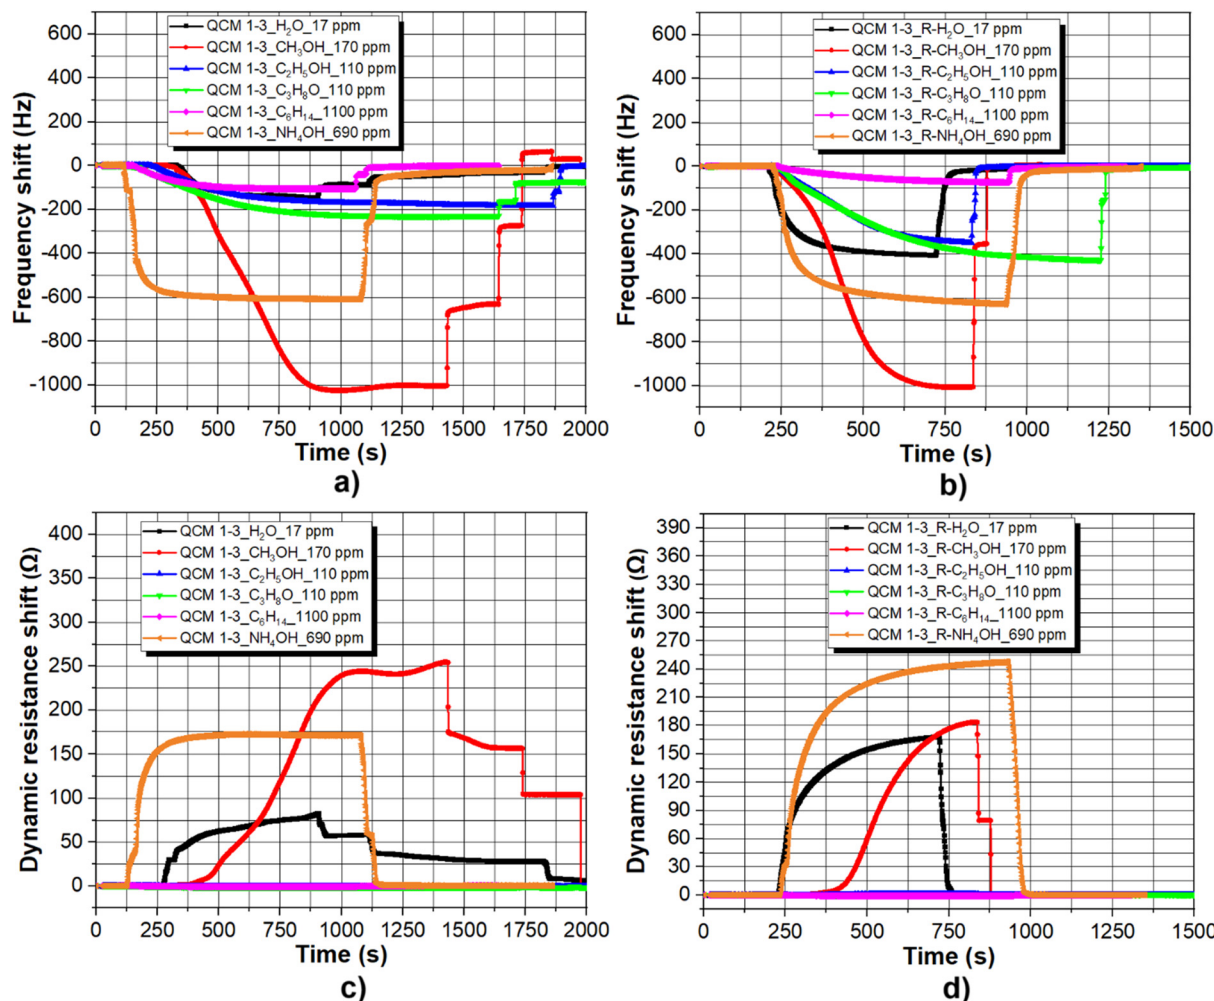 600
400
200
0
-200
-400
-600
-800
-1000
Frequency shift (Hz)
QCM 1-3_H₂O_17 ppm
QCM 1-3_CH₃OH_170 ppm
QCM 1-3_C₂H₅OH_110 ppm
QCM 1-3_C₃H₈O_110 ppm
QCM 1-3_C₆H₁₄_1100 ppm
QCM 1-3_NH₄OH_690 ppm
0 250 500 750 1000 1250 1500 1750 2000
Time (s)
a)
600
400
200
0
-200
-400
-600
-800
-1000
Frequency shift (Hz)
QCM 1-3_R-H₂O_17 ppm
QCM 1-3_R-CH₃OH_170 ppm
QCM 1-3_R-C₂H₅OH_110 ppm
QCM 1-3_R-C₃H₈O_110 ppm
QCM 1-3_R-C₆H₁₄_1100 ppm
QCM 1-3_R-NH₄OH_690 ppm
0 250 500 750 1000 1250 1500
Time (s)
b)
400
350
300
250
200
150
100
50
0
Dynamic resistance shift (Ω)
QCM 1-3_H₂O_17 ppm
QCM 1-3_CH₃OH_170 ppm
QCM 1-3_C₂H₅OH_110 ppm
QCM 1-3_C₃H₈O_110 ppm
QCM 1-3_C₆H₁₄_1100 ppm
QCM 1-3_NH₄OH_690 ppm
0 250 500 750 1000 1250 1500 1750 2000
Time (s)
c)
390
360
330
300
270
240
210
180
150
120
90
60
30
0
Dynamic resistance shift (Ω)
QCM 1-3_R-H₂O_17 ppm
QCM 1-3_R-CH₃OH_170 ppm
QCM 1-3_R-C₂H₅OH_110 ppm
QCM 1-3_R-C₃H₈O_110 ppm
QCM 1-3_R-C₆H₁₄_1100 ppm
QCM 1-3_R-NH₄OH_690 ppm
0 250 500 750 1000 1250 1500
Time (s)
d)